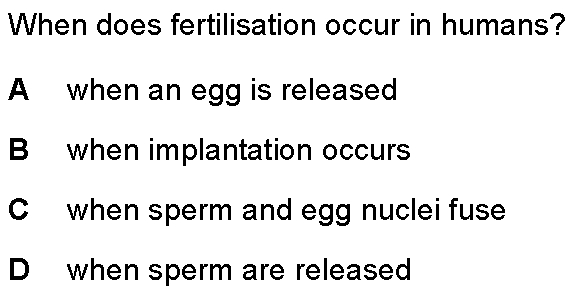 When does fertilisation occur in humans?
A when an egg is released
B when implantation occurs
C when sperm and egg nuclei fuse
D when sperm are released